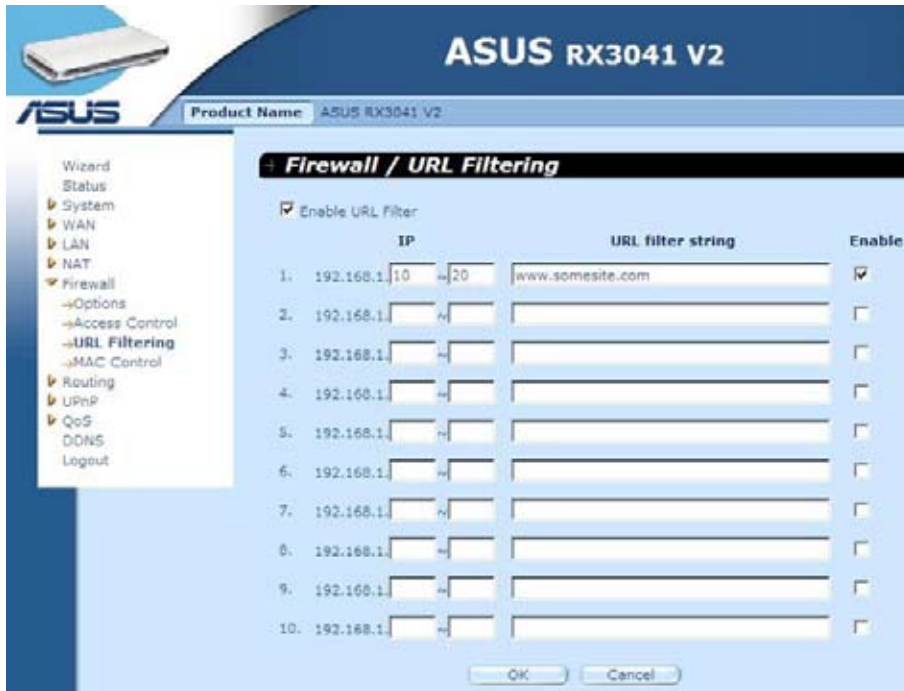 ASUS RX3041 V2
ASUS
Product Name ASUS RX3041 V2
Wizard
Status
System
WAN
LAN
NAT
Firewall
Options
Access Control
URL Filtering
MAC Control
Routing
UPnP
QoS
DDNS
Logout
Firewall / URL Filtering
Enable URL Filter
IP URL filter string Enable
1. 192.168.1. 10 ~ 20 www.somesite.com
2. 192.168.1. ~
3. 192.168.1. ~
4. 192.168.1. ~
5. 192.168.1. ~
6. 192.168.1. ~
7. 192.168.1. ~
8. 192.168.1. ~
9. 192.168.1. ~
10. 192.168.1. ~
OK Cancel